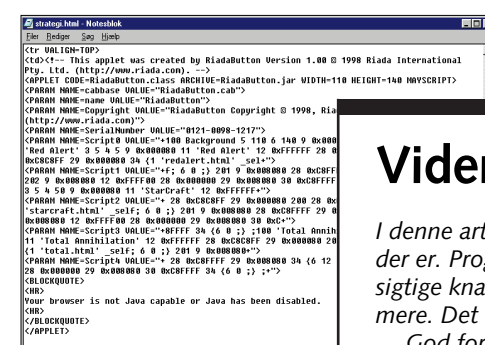 strategi.html - Notesblok
Filer Rediger Søg Hjælp
<tr VALIGN=TOP>
<td><!-- This applet was created by RiadaButton Version 1.00 © 1998 Riada International
Pty. Ltd. (http://www.riada.com). -->
<APPLET CODE=RiadaButton.class ARCHIVE=RiadaButton.jar WIDTH=110 HEIGHT=140 MAYSCRIPT>
<PARAM NAME=cabbase VALUE="RiadaButton.cab">
<PARAM NAME=name VALUE="RiadaButton">
<PARAM NAME=Copyright VALUE="RiadaButton Copyright © 1998, Ria
(http://www.riada.com)">
<PARAM NAME=SerialNumber VALUE="0121-0098-1217">
<PARAM NAME=Script0 VALUE="+100 Background 5 110 6 140 9 0x000
'Red Alert' 3 5 4 5 9 0x000080 11 'Red Alert' 12 0xFFFFFF 28 0
0xC8C8FF 29 0x000080 34 {1 'redalert.html' _sel+">
<PARAM NAME=Script1 VALUE="+f; 6 0 ;} 201 9 0x008080 28 0xC8FF
202 9 0x008080 12 0xFFFF00 28 0x000000 29 0x008080 30 0xC8FFFF
3 5 4 50 9 0x000080 11 'StarCraft' 12 0xFFFFFF+">
<PARAM NAME=Script2 VALUE="+ 28 0xC8C8FF 29 0x000080 200 28 0x
'starcraft.html' _self; 6 0 ;} 201 9 0x008080 28 0xC8FFFF 29 0
0x008080 12 0xFFFF00 28 0x000000 29 0x008080 30 0xC+">
<PARAM NAME=Script3 VALUE="+8FFFF 34 {6 0 ;} ;100 'Total Annih
11 'Total Annihilation' 12 0xFFFFFF 28 0xC8C8FF 29 0x000080 20
{1 'total.html' _self; 6 0 ;} 201 9 0x008080+">
<PARAM NAME=Script4 VALUE="+ 28 0xC8FFFF 29 0x008080 34 {6 12
28 0x000000 29 0x008080 30 0xC8FFFF 34 {6 0 ;} ;+">
<BLOCKQUOTE>
<HR>
Your browser is not Java capable or Java has been disabled.
<HR>
</BLOCKQUOTE>
</APPLET>
Vider
I denne art
der er. Prog
sigtige kna
mere. Det
God for